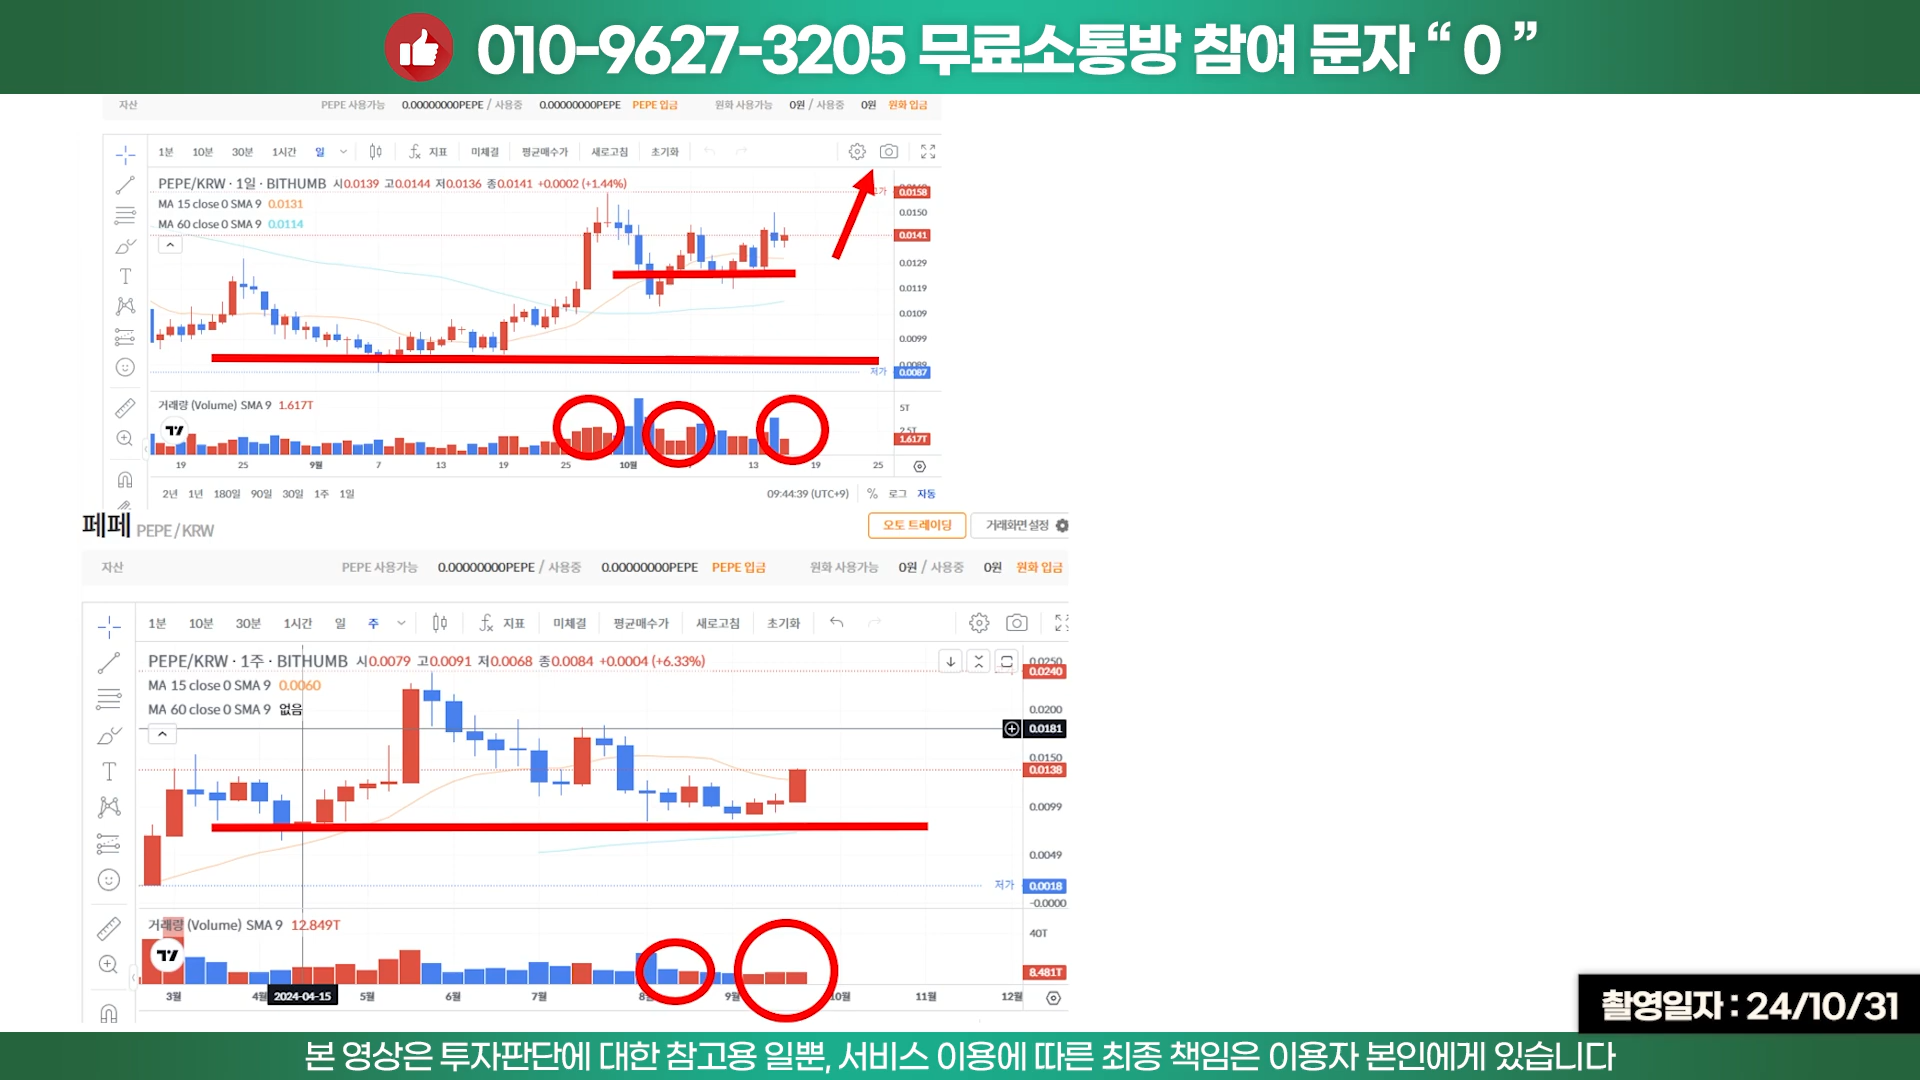 010-9627-3205 무료소통방 참여 문자 “ 0 ”
자산 PEPE 사용가능 0.00000000PEPE / 사용중 0.00000000PEPE PEPE 입금 원화 사용가능 0원 / 사용중 0원 원화 입금
1분 10분 30분 1시간 일 지표 미체결 평균매수가 새로고침 초기화
PEPE/KRW · 1일 · BITHUMB 시0.0139 고0.0144 저0.0136 종0.0141 +0.0002 (+1.44%)
MA 15 close 0 SMA 9 0.0131
MA 60 close 0 SMA 9 0.0114
0.0158
0.0150
0.0141
0.0129
0.0119
0.0109
0.0099
저가 0.0087
거래량 (Volume) SMA 9 1.617T
5T
2.5T
1.617T
19 25 9월 7 13 19 25 10월 13 19 25
2년 1년 180일 90일 30일 1주 1일 09:44:39 (UTC+9) % 로그 자동
페페 PEPE / KRW 오토 트레이딩 거래화면 설정
자산 PEPE 사용가능 0.00000000PEPE / 사용중 0.00000000PEPE PEPE 입금 원화 사용가능 0원 / 사용중 0원 원화 입금
1분 10분 30분 1시간 일 주 지표 미체결 평균매수가 새로고침 초기화
PEPE/KRW · 1주 · BITHUMB 시0.0079 고0.0091 저0.0068 종0.0084 +0.0004 (+6.33%)
MA 15 close 0 SMA 9 0.0060
MA 60 close 0 SMA 9 없음
0.0250
0.0240
0.0200
0.0181
0.0150
0.0138
0.0099
0.0049
저가 0.0018
-0.0000
거래량 (Volume) SMA 9 12.849T
40T
8.481T
3월 4월 2024-04-15 5월 6월 7월 9월 10월 11월 12월
촬영일자 : 24/10/31
본 영상은 투자판단에 대한 참고용 일뿐, 서비스 이용에 따른 최종 책임은 이용자 본인에게 있습니다